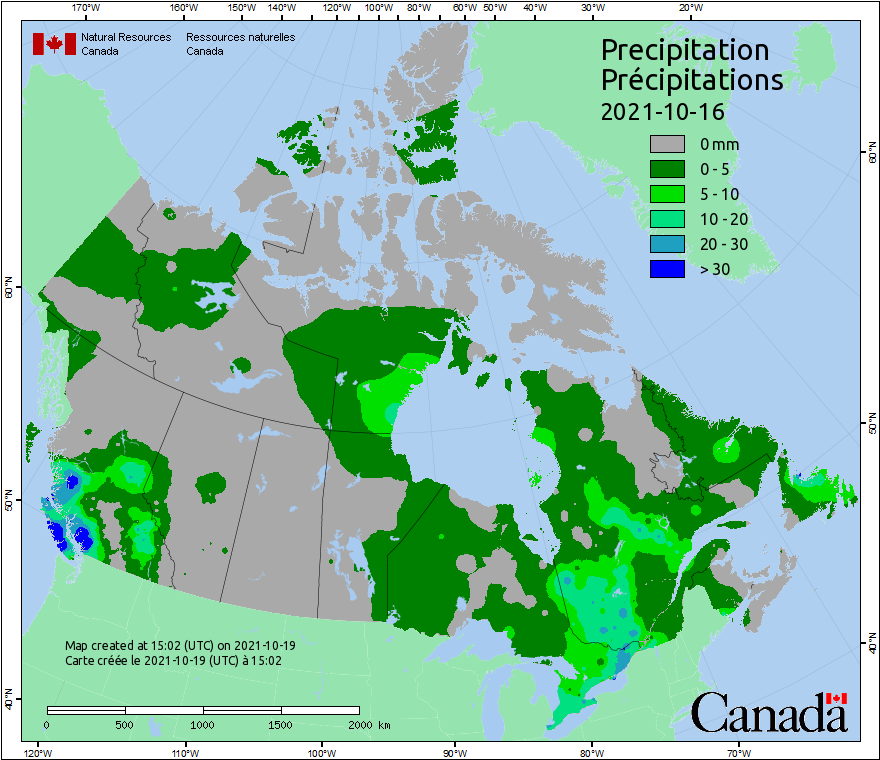 170°W 160°W 150°W 140°W 130°W 120°W 110°W 100°W 90°W 80°W 60°W 50°W 40°W 30°W 20°W
Natural Resources Ressources naturelles
Canada Canada
Precipitation
Précipitations
2021-10-16
0 mm
0 - 5
5 - 10
10 - 20
20 - 30
> 30
60°N
60°N
50°N
50°N
40°N
40°N
Map created at 15:02 (UTC) on 2021-10-19
Carte créée le 2021-10-19 (UTC) à 15:02
0 500 1000 1500 2000 km
Canada
120°W 110°W 100°W 90°W 80°W 70°W